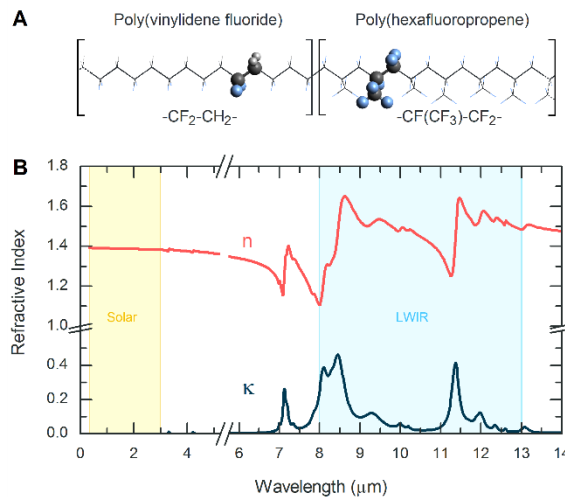 A
Poly(vinylidene fluoride) Poly(hexafluoropropene)
-CF₂-CH₂- -CF(CF₃)-CF₂-
B
Refractive Index
1.8
1.6
1.4
1.2
1.0
0.4
0.2
0.0
n
κ
Solar
LWIR
0 1 2 3 4 5 6 7 8 9 10 11 12 13 14
Wavelength (μm)